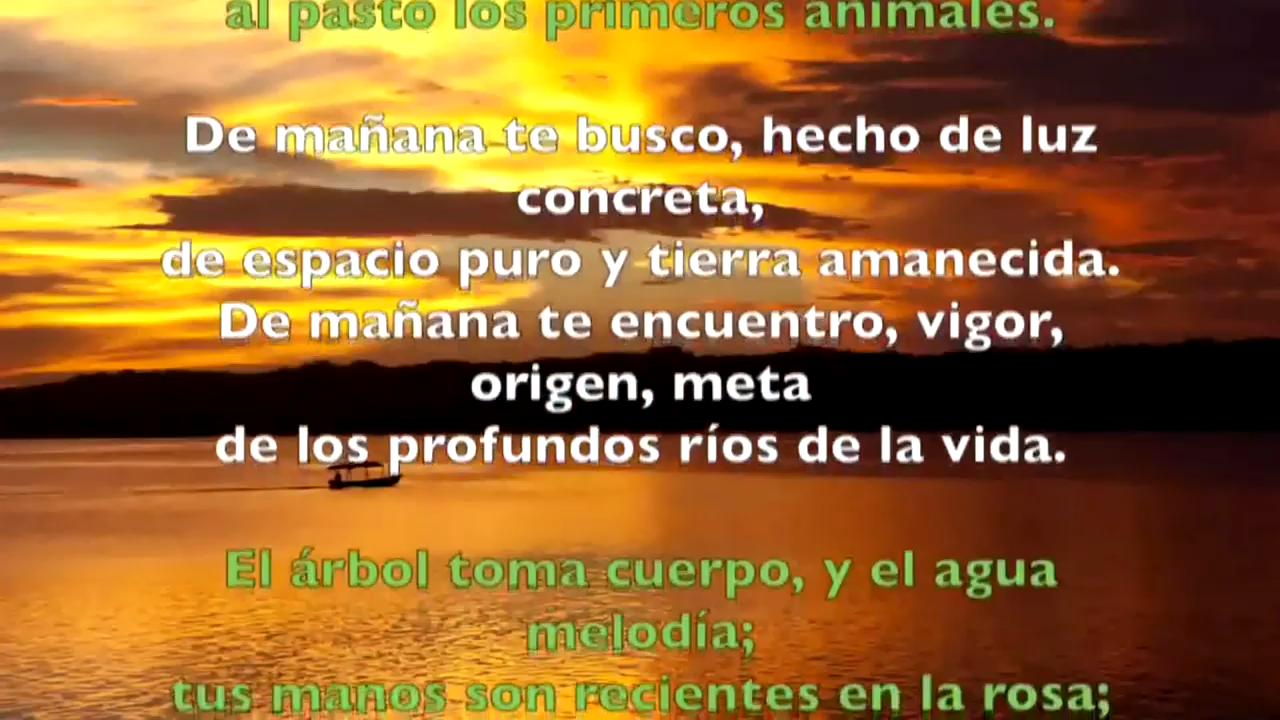 al pasto los primeros animales.
De mañana te busco, hecho de luz
concreta,
de espacio puro y tierra amanecida.
De mañana te encuentro, vigor,
origen, meta
de los profundos ríos de la vida.
El árbol toma cuerpo, y el agua
melodía;
tus manos son recientes en la rosa;